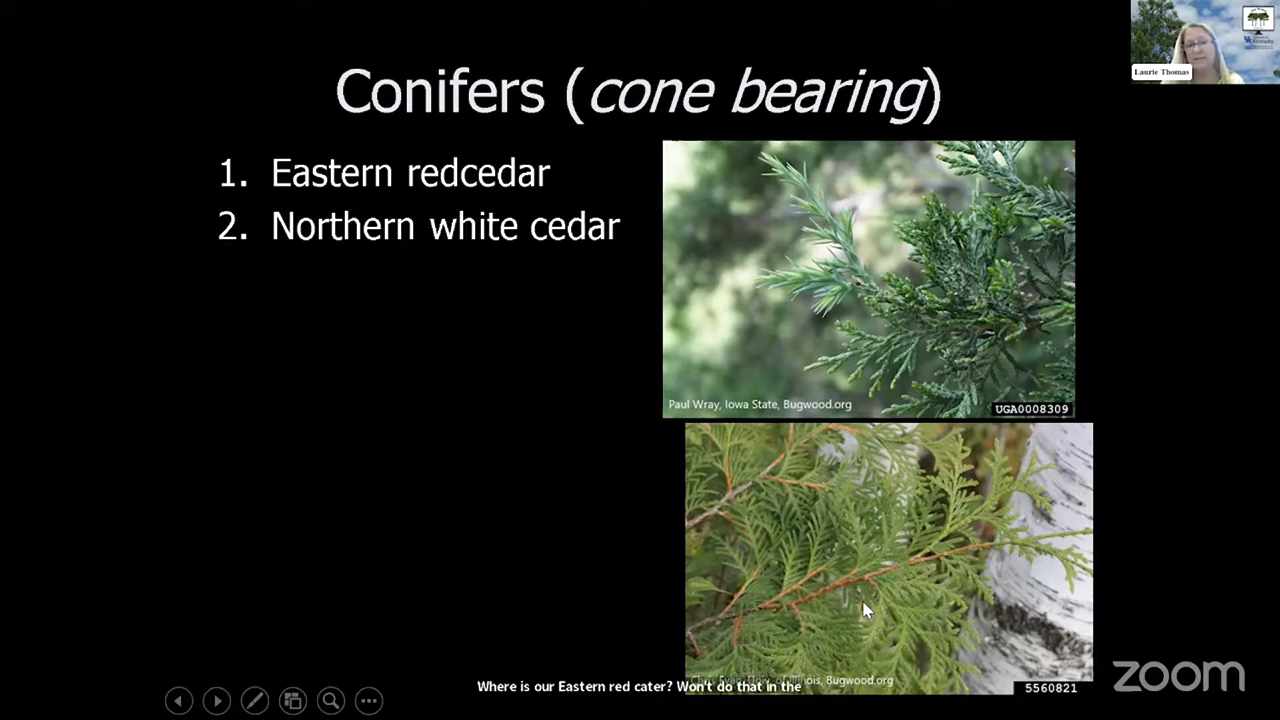 Laurie Thomas
Conifers (cone bearing)
1. Eastern redcedar
2. Northern white cedar
Paul Wray, Iowa State, Bugwood.org
UGA0008309
Illinois, Bugwood.org
5560821
Where is our Eastern red cater? Won't do that in the
zoom